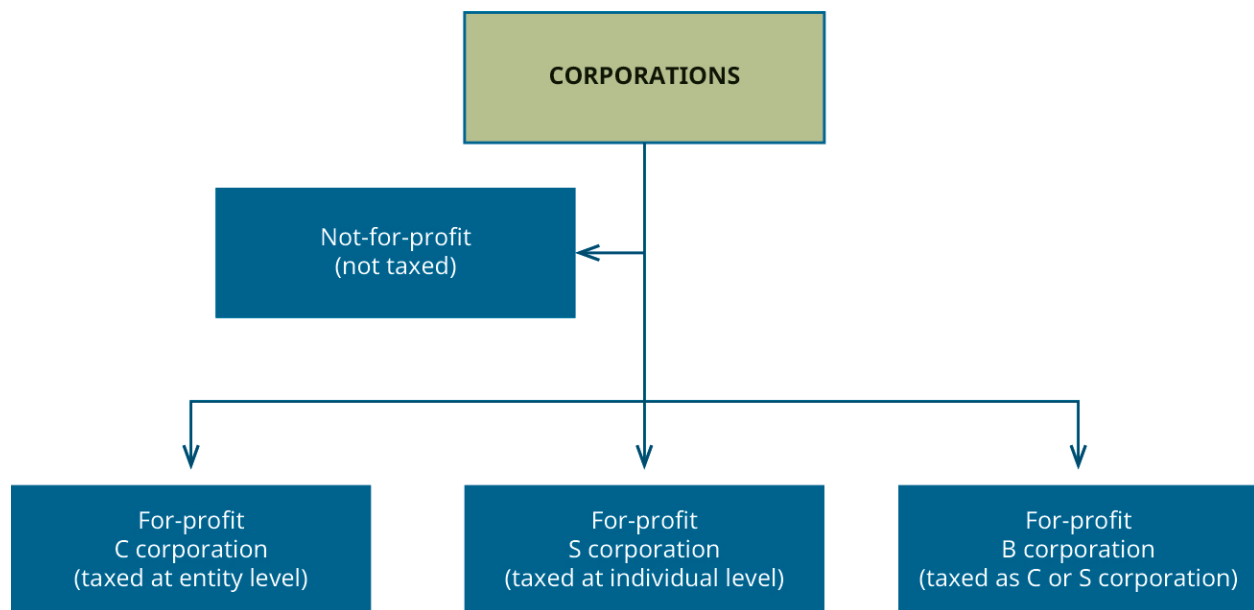 CORPORATIONS
Not-for-profit
(not taxed)
For-profit
C corporation
(taxed at entity level)
For-profit
S corporation
(taxed at individual level)
For-profit
B corporation
(taxed as C or S corporation)